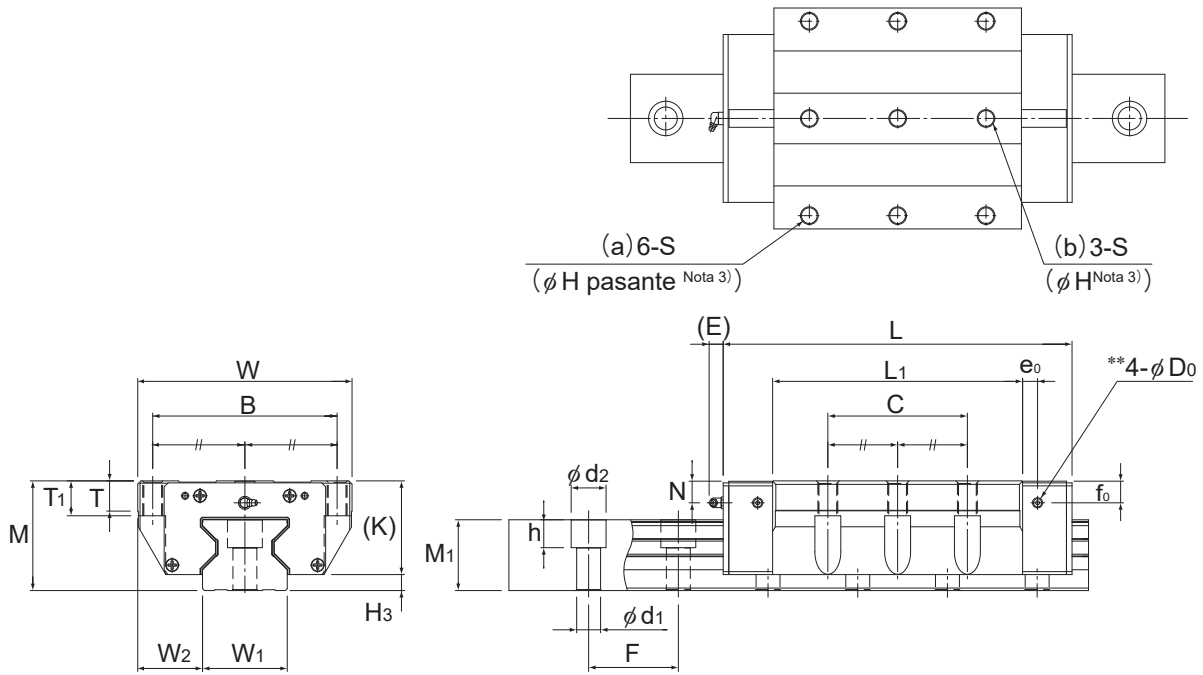 (a)6-S
(φH pasante Nota 3))
(b)3-S
(φH Nota 3))
(E)
L
L1
e0
**4-φD0
C
W
B
φd2
N
f0
T1
T
M
(K)
h
M1
H3
φd1
W2
W1
F